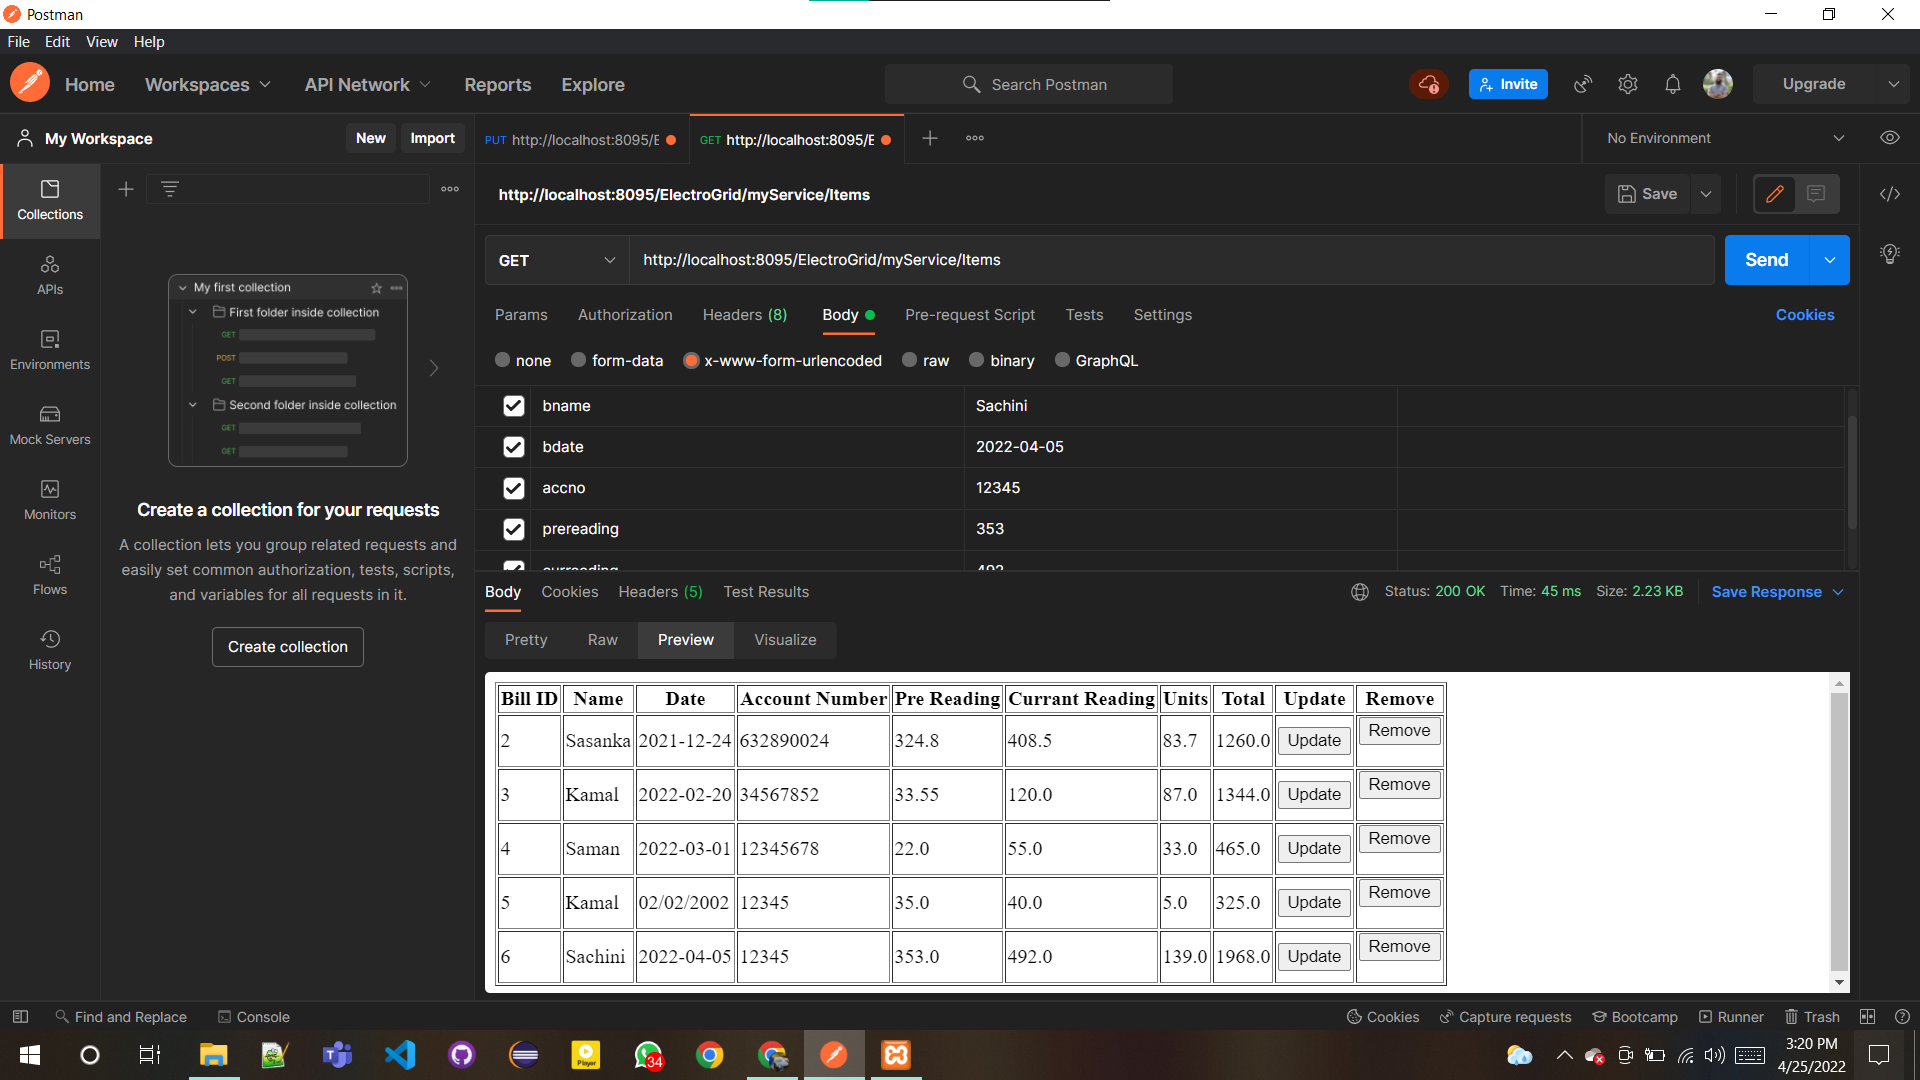 Postman
File Edit View Help
Home Workspaces API Network Reports Explore Search Postman Invite Upgrade
My Workspace New Import PUT http://localhost:8095/E GET http://localhost:8095/E No Environment
Collections
APIs
Environments
Mock Servers
Monitors
Flows
History
My first collection
First folder inside collection
GET
POST
GET
Second folder inside collection
GET
GET
Create a collection for your requests
A collection lets you group related requests and
easily set common authorization, tests, scripts,
and variables for all requests in it.
Create collection
http://localhost:8095/ElectroGrid/myService/Items Save
GET http://localhost:8095/ElectroGrid/myService/Items Send
Params Authorization Headers (8) Body Pre-request Script Tests Settings Cookies
none form-data x-www-form-urlencoded raw binary GraphQL
bname Sachini
bdate 2022-04-05
accno 12345
prereading 353
curreading 492
Body Cookies Headers (5) Test Results Status: 200 OK Time: 45 ms Size: 2.23 KB Save Response
Pretty Raw Preview Visualize
Bill ID Name Date Account Number Pre Reading Currant Reading Units Total Update Remove
2 Sasanka 2021-12-24 632890024 324.8 408.5 83.7 1260.0 Update Remove
3 Kamal 2022-02-20 34567852 33.55 120.0 87.0 1344.0 Update Remove
4 Saman 2022-03-01 12345678 22.0 55.0 33.0 465.0 Update Remove
5 Kamal 02/02/2002 12345 35.0 40.0 5.0 325.0 Update Remove
6 Sachini 2022-04-05 12345 353.0 492.0 139.0 1968.0 Update Remove
Find and Replace Console Cookies Capture requests Bootcamp Runner Trash
Player
34
3:20 PM
4/25/2022